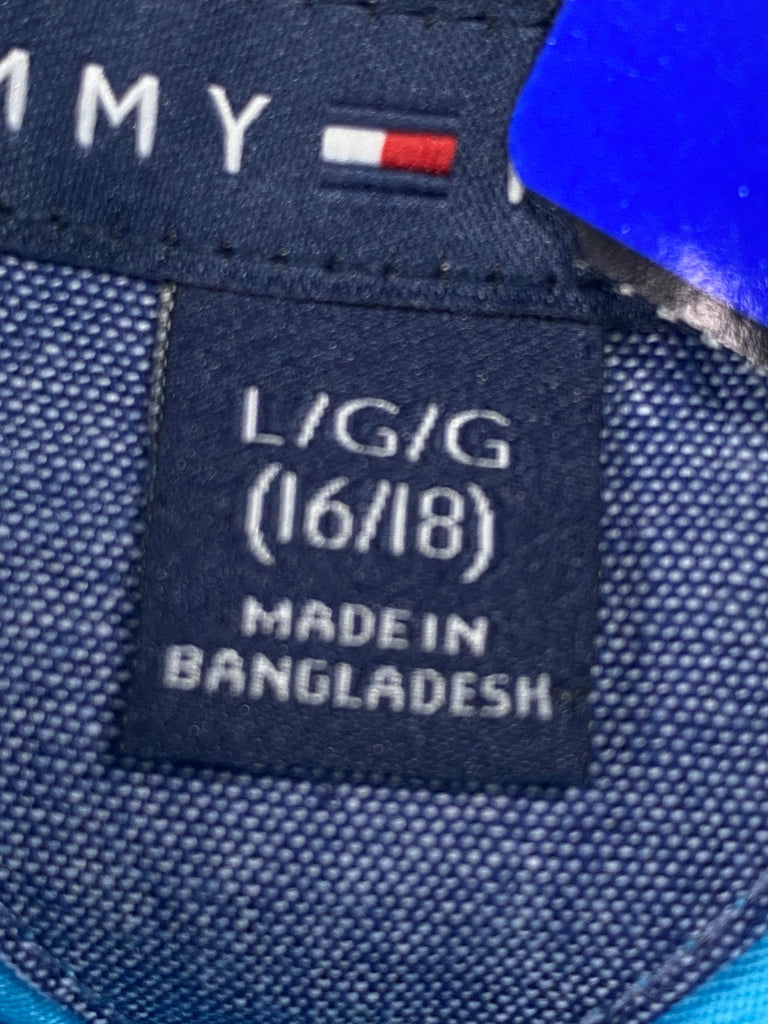 MMY
L/G/G
(16/18)
MADE IN
BANGLADESH